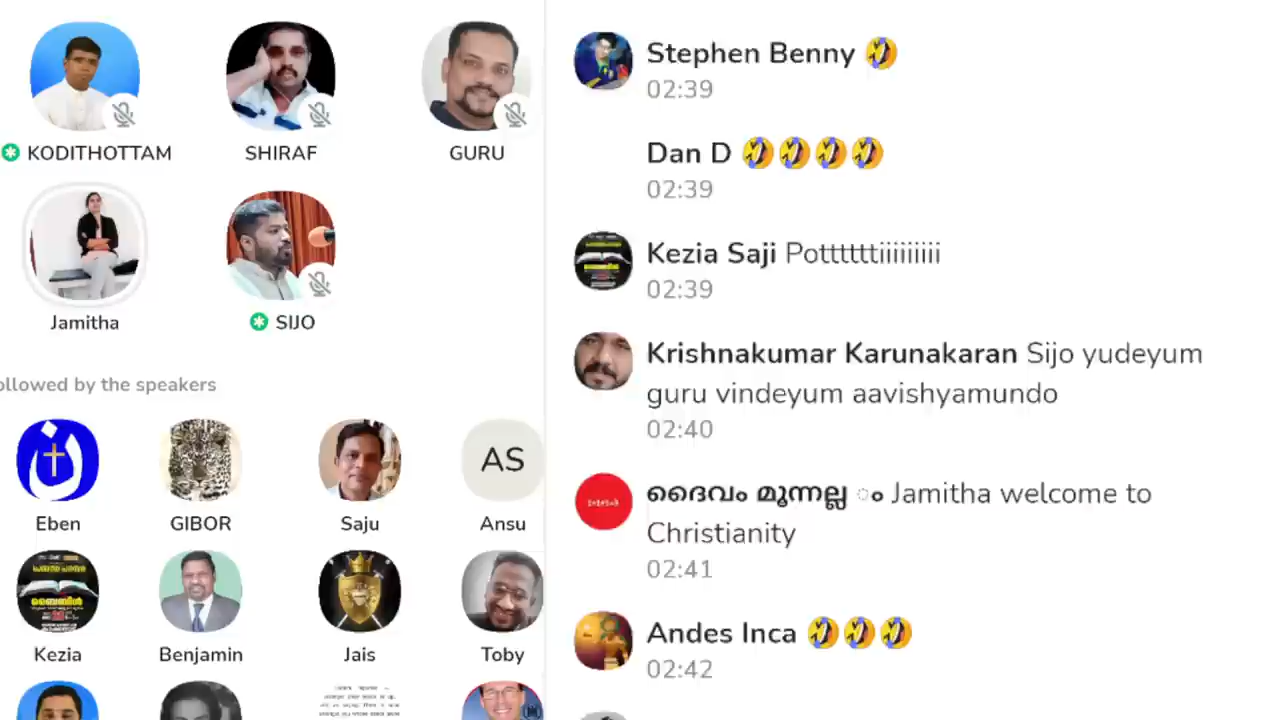 KODITHOTTAM
SHIRAF
GURU
Jamitha
SIJO
ollowed by the speakers
Eben
GIBOR
Saju
AS
Ansu
Kezia
Benjamin
Jais
Toby
Stephen Benny 🤣
02:39
Dan D 🤣🤣🤣🤣
02:39
Kezia Saji Pottttttiiiiiiiii
02:39
Krishnakumar Karunakaran Sijo yudeyum
guru vindeyum aavishyamundo
02:40
ദൈവം മൂന്നല്ല ം Jamitha welcome to
Christianity
02:41
Andes Inca 🤣🤣🤣
02:42